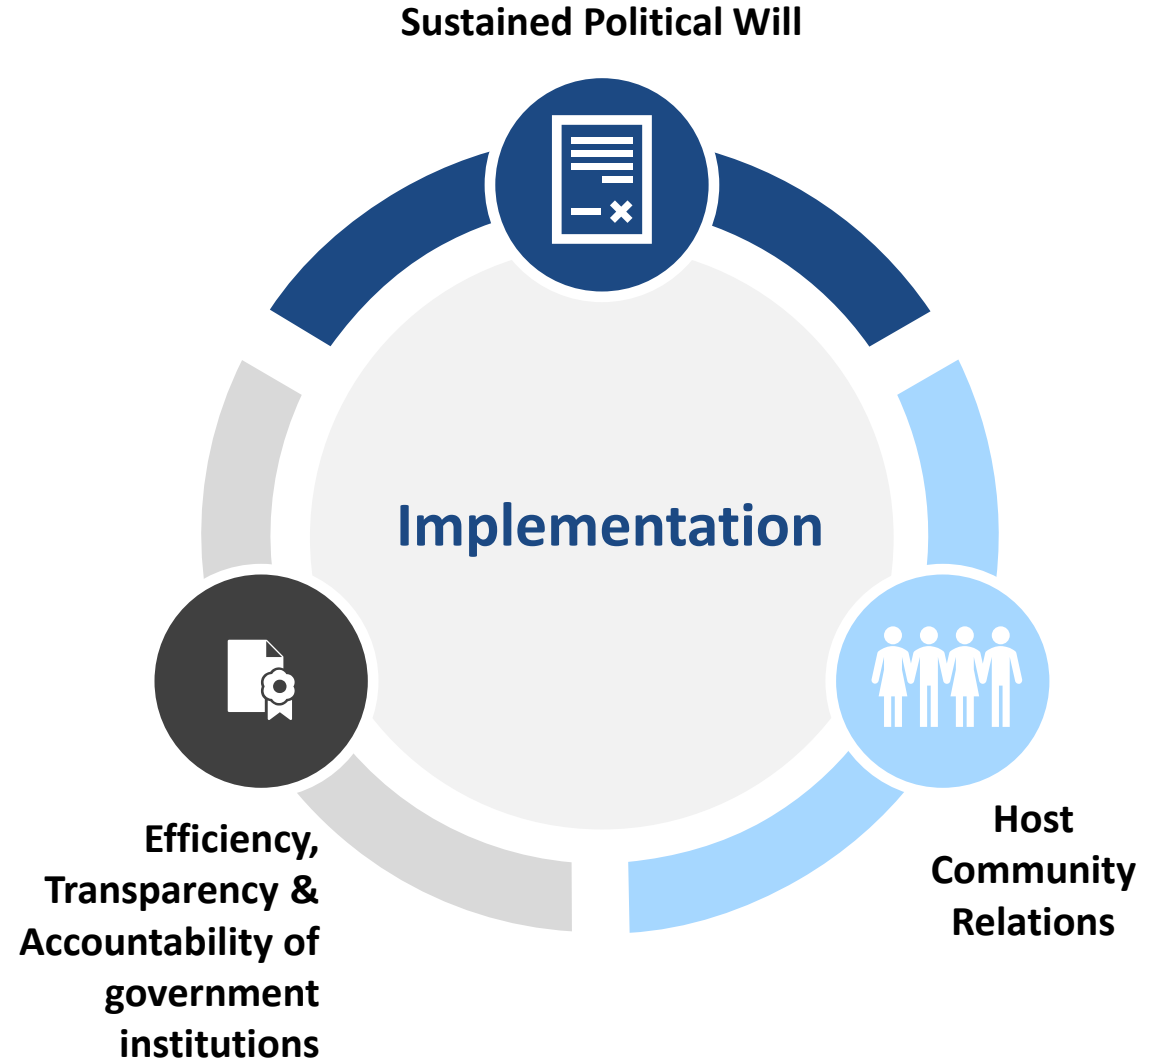 Sustained Political Will
Implementation
Efficiency,
Transparency &
Accountability of
government
institutions
Host
Community
Relations